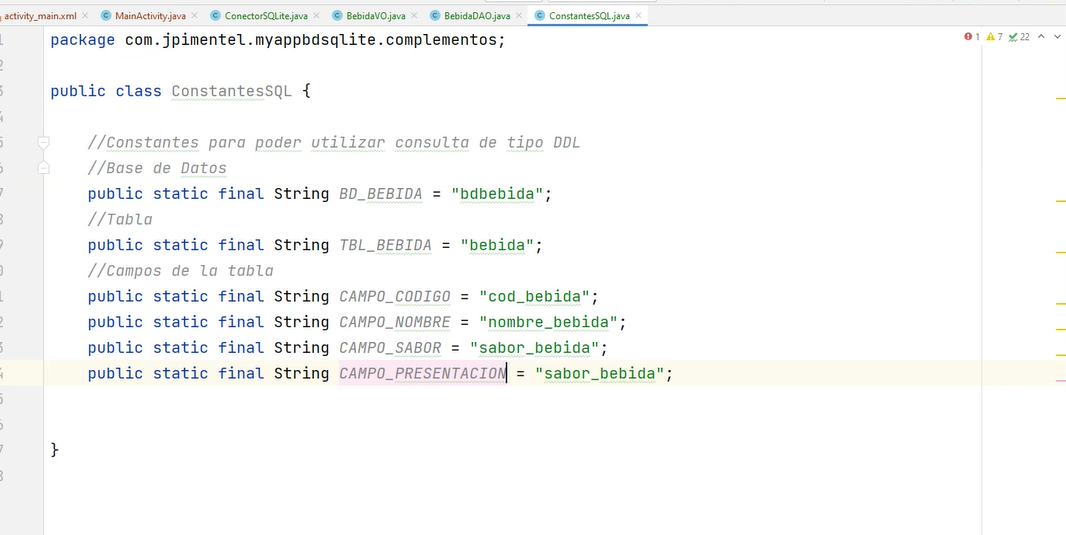 activity_main.xml MainActivity.java ConectorSQLite.java BebidaVO.java BebidaDAO.java ConstantesSQL.java
package com.jpimentel.myappbdsqlite.complementos;
1 7 22
public class ConstantesSQL {
//Constantes para poder utilizar consulta de tipo DDL
//Base de Datos
public static final String BD_BEBIDA = "bdbebida";
//Tabla
public static final String TBL_BEBIDA = "bebida";
//Campos de la tabla
public static final String CAMPO_CODIGO = "cod_bebida";
public static final String CAMPO_NOMBRE = "nombre_bebida";
public static final String CAMPO_SABOR = "sabor_bebida";
public static final String CAMPO_PRESENTACION = "sabor_bebida";
}